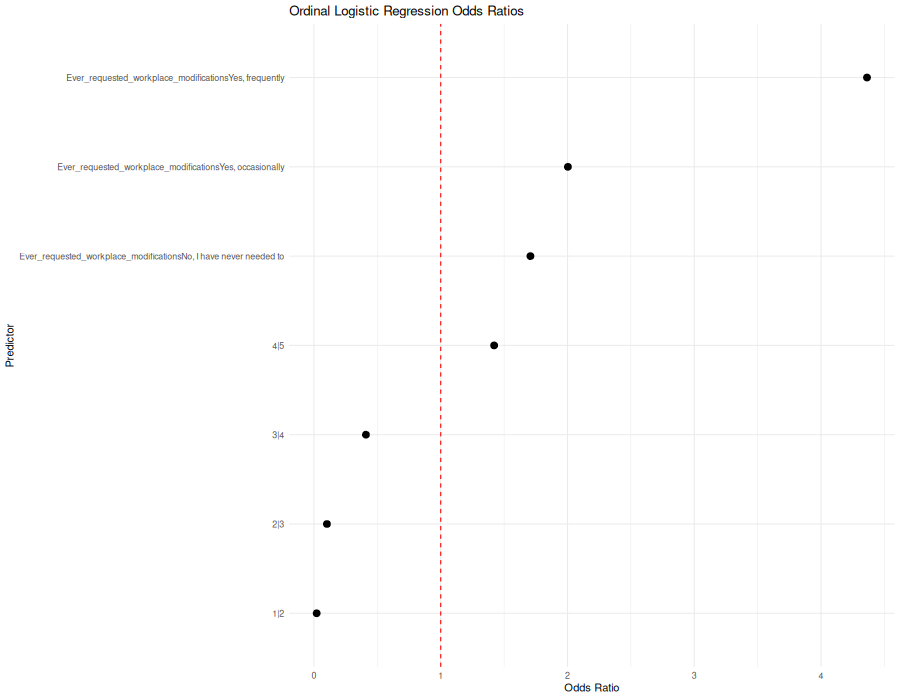 Ordinal Logistic Regression Odds Ratios
Ever_requested_workplace_modificationsYes, frequently
Ever_requested_workplace_modificationsYes, occasionally
Ever_requested_workplace_modificationsNo, I have never needed to
Predictor
4|5
3|4
2|3
1|2
0 1 2 3 4
Odds Ratio